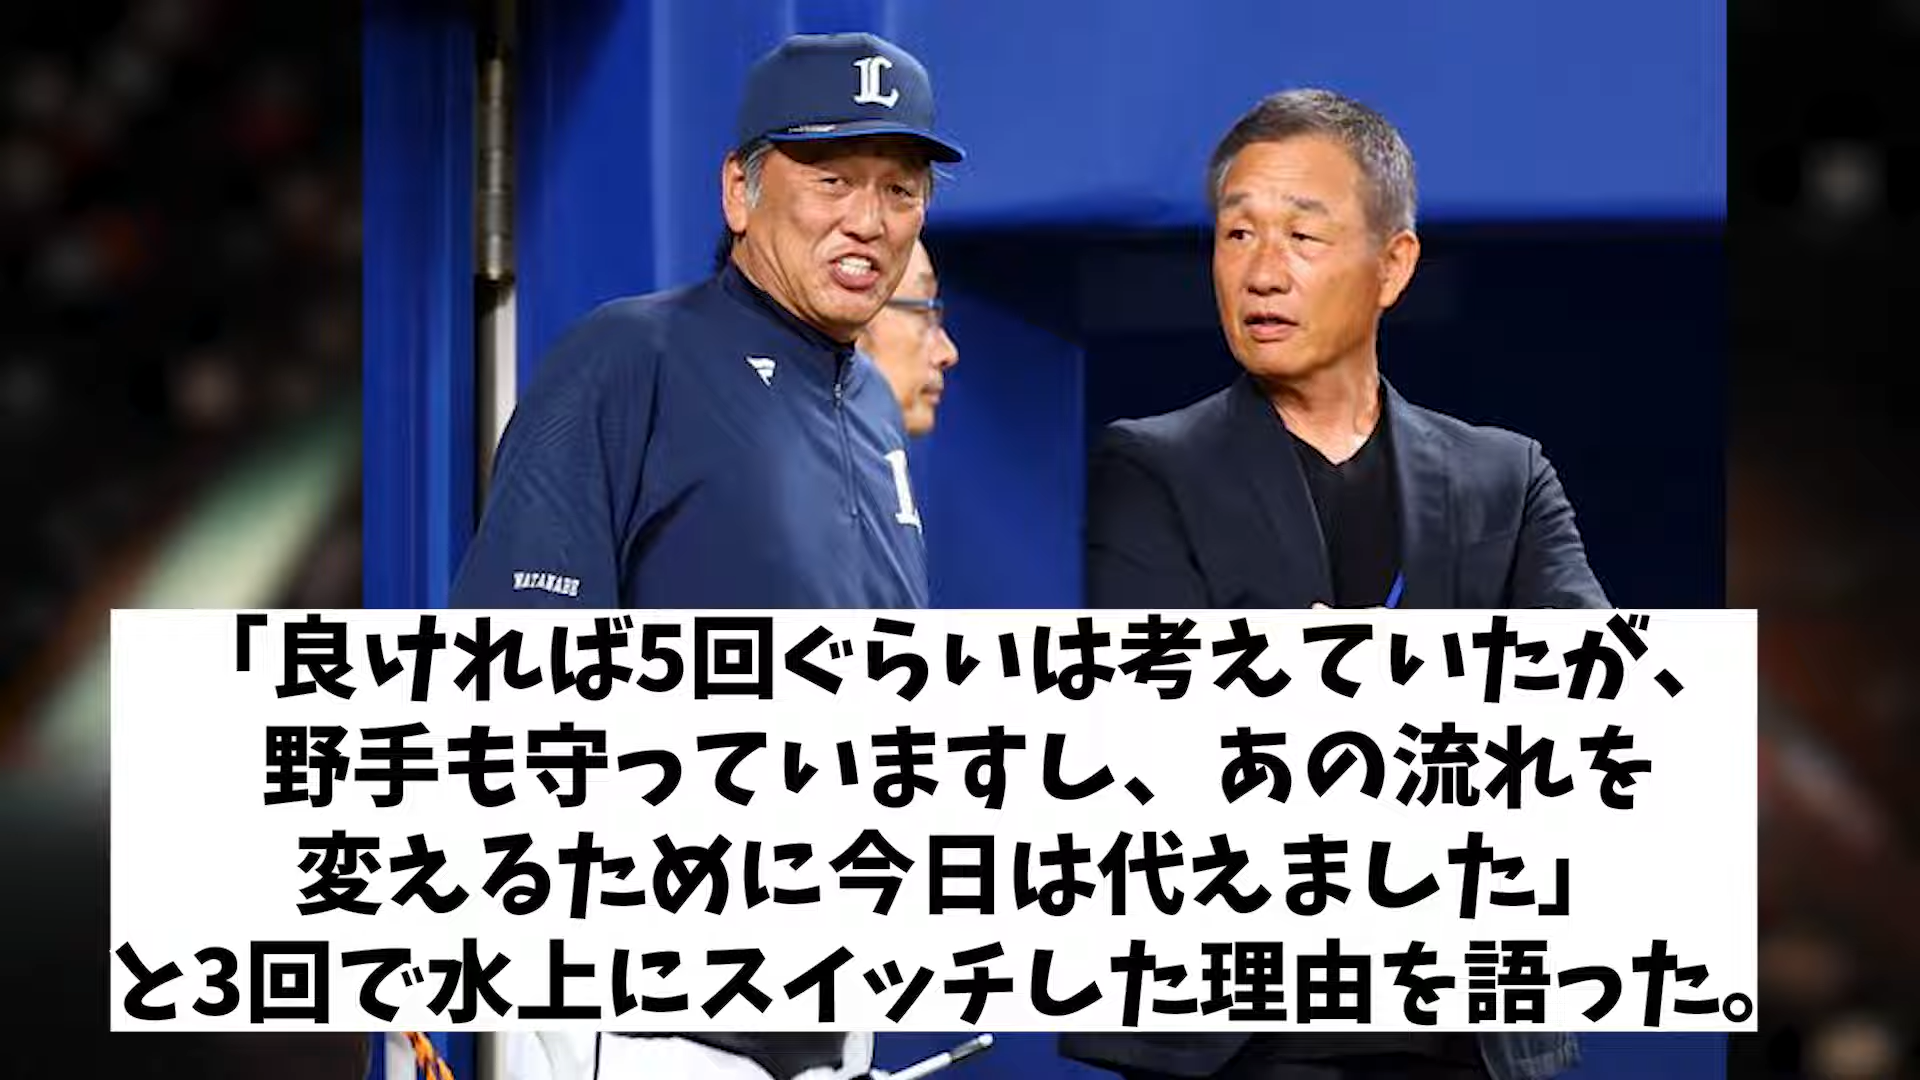 L
WATANABE
「良ければ5回ぐらいは考えていたが、
野手も守っていますし、あの流れを
変えるために今日は代えました」
と3回で水上にスイッチした理由を語った。